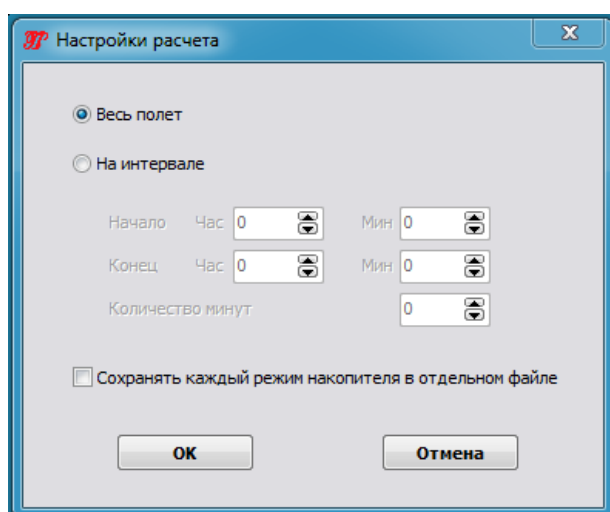 Настройки расчета
Весь полет
На интервале
Начало Час 0 Мин 0
Конец Час 0 Мин 0
Количество минут 0
Сохранять каждый режим накопителя в отдельном файле
ОК Отмена